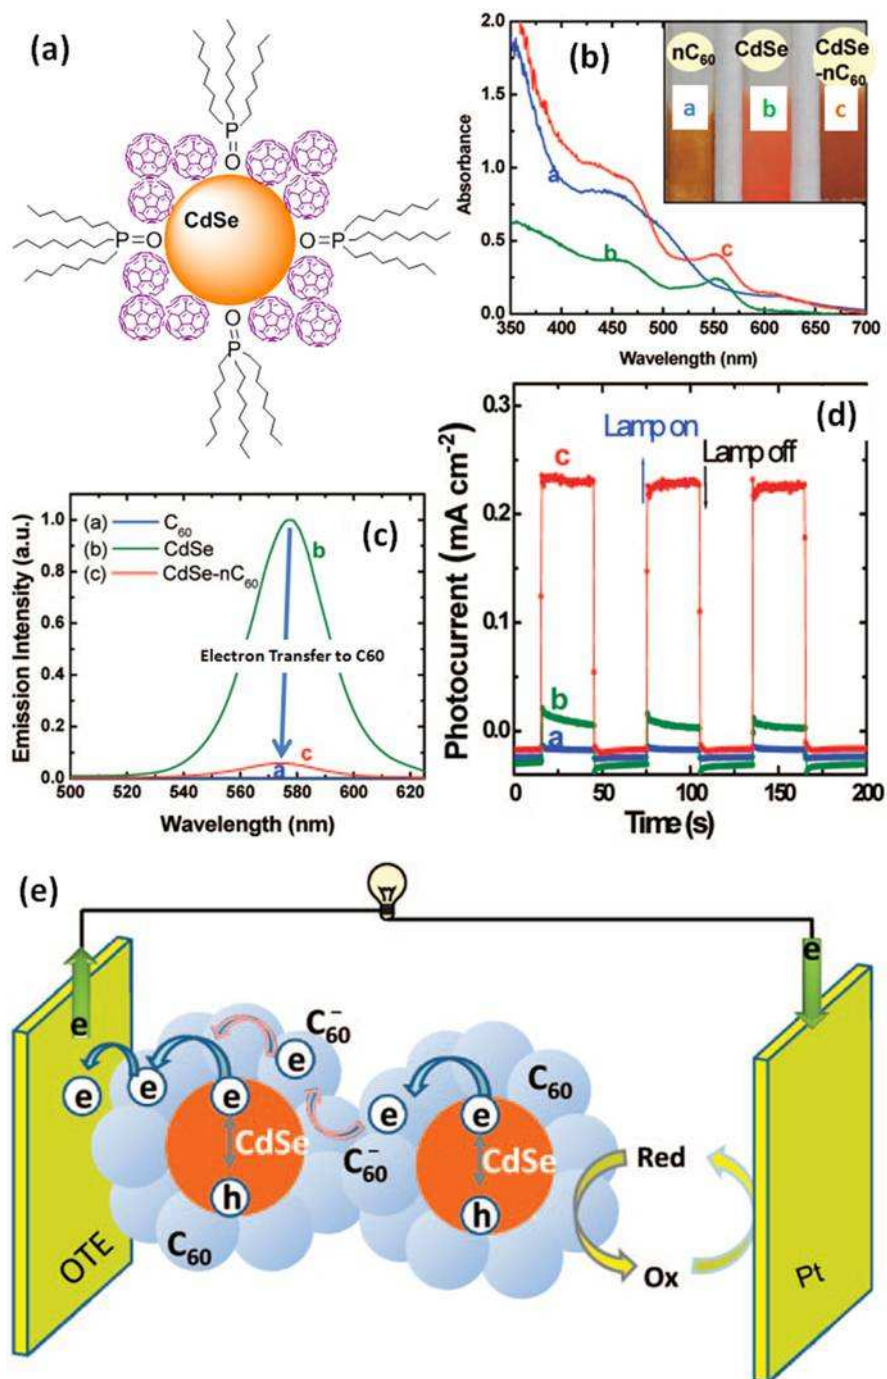 (a)
P
O
CdSe
P=O
O=P
O
P
(b)
nC60
CdSe
CdSe
-nC60
a
b
c
2.0
1.5
1.0
0.5
0.0
Absorbance
a
b
c
350 400 450 500 550 600 650 700
Wavelength (nm)
(c)
(a) C60
(b) CdSe
(c) CdSe-nC60
b
Electron Transfer to C60
c
a
1.0
0.8
0.6
0.4
0.2
0.0
Emission Intensity (a.u.)
500 520 540 560 580 600 620
Wavelength (nm)
(d)
Lamp on
Lamp off
c
b
a
0.3
0.2
0.1
0.0
Photocurrent (mA cm-2)
0 50 100 150 200
Time (s)
(e)
e
e
C60−
e
e
e
e
e
e
C60
CdSe
C60−
CdSe
h
h
Red
C60
Ox
OTE
Pt